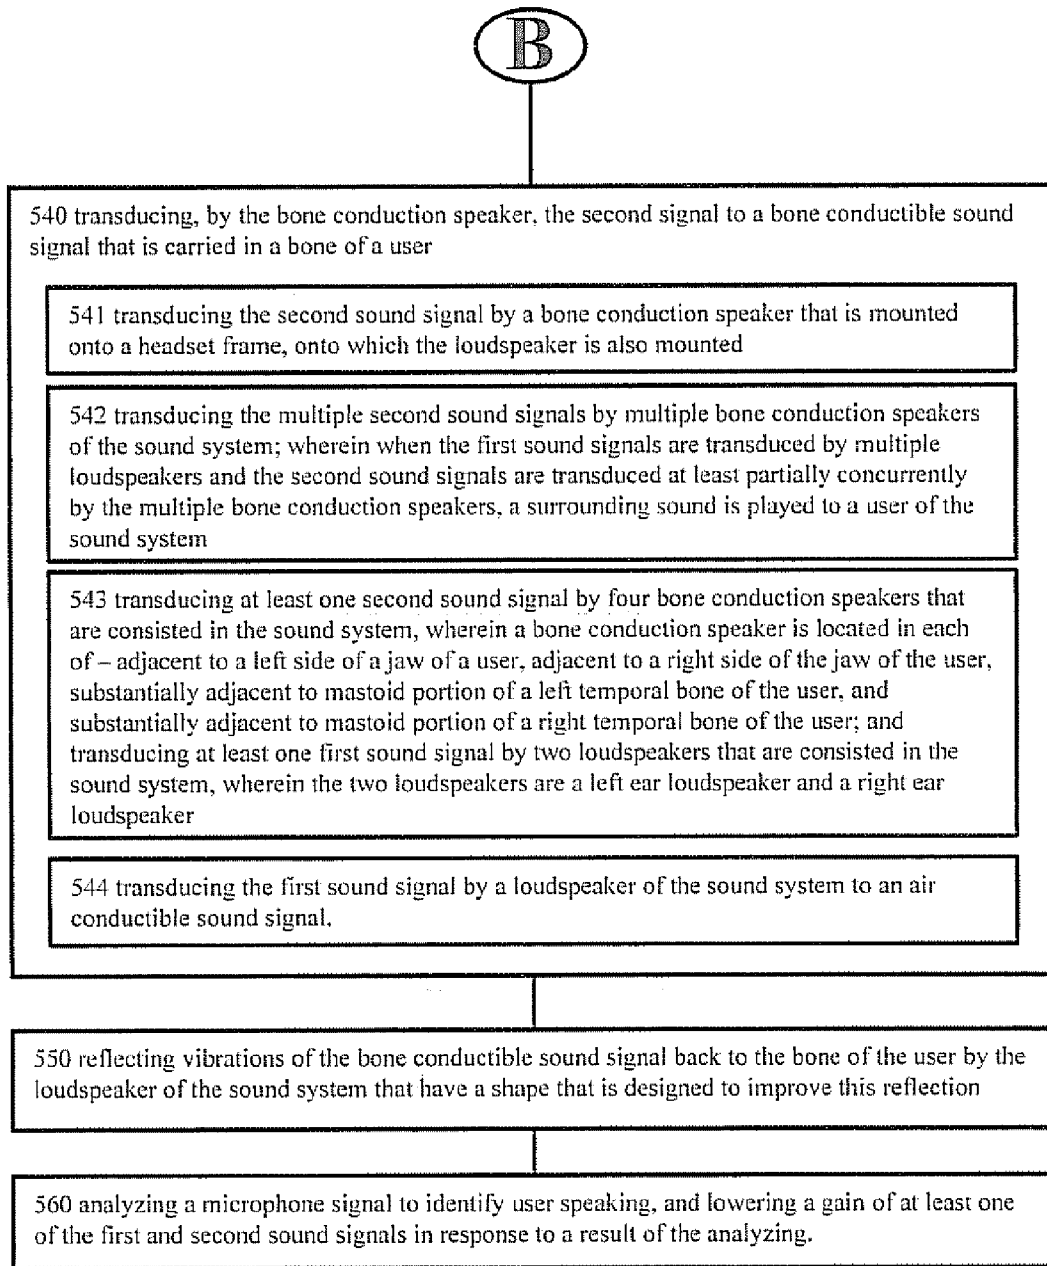 B
540 transducing, by the bone conduction speaker, the second signal to a bone conductible sound
signal that is carried in a bone of a user
541 transducing the second sound signal by a bone conduction speaker that is mounted
onto a headset frame, onto which the loudspeaker is also mounted
542 transducing the multiple second sound signals by multiple bone conduction speakers
of the sound system; wherein when the first sound signals are transduced by multiple
loudspeakers and the second sound signals are transduced at least partially concurrently
by the multiple bone conduction speakers, a surrounding sound is played to a user of the
sound system
543 transducing at least one second sound signal by four bone conduction speakers that
are consisted in the sound system, wherein a bone conduction speaker is located in each
of – adjacent to a left side of a jaw of a user, adjacent to a right side of the jaw of the user,
substantially adjacent to mastoid portion of a left temporal bone of the user, and
substantially adjacent to mastoid portion of a right temporal bone of the user; and
transducing at least one first sound signal by two loudspeakers that are consisted in the
sound system, wherein the two loudspeakers are a left ear loudspeaker and a right ear
loudspeaker
544 transducing the first sound signal by a loudspeaker of the sound system to an air
conductible sound signal.
550 reflecting vibrations of the bone conductible sound signal back to the bone of the user by the
loudspeaker of the sound system that have a shape that is designed to improve this reflection
560 analyzing a microphone signal to identify user speaking, and lowering a gain of at least one
of the first and second sound signals in response to a result of the analyzing.